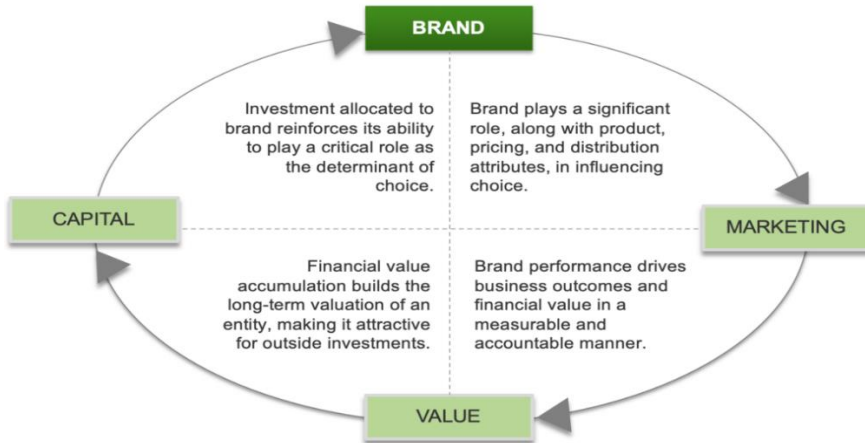 BRAND
Investment allocated to
brand reinforces its ability
to play a critical role as
the determinant of
choice.
Brand plays a significant
role, along with product,
pricing, and distribution
attributes, in influencing
choice.
CAPITAL
MARKETING
Financial value
accumulation builds the
long-term valuation of an
entity, making it attractive
for outside investments.
Brand performance drives
business outcomes and
financial value in a
measurable and
accountable manner.
VALUE